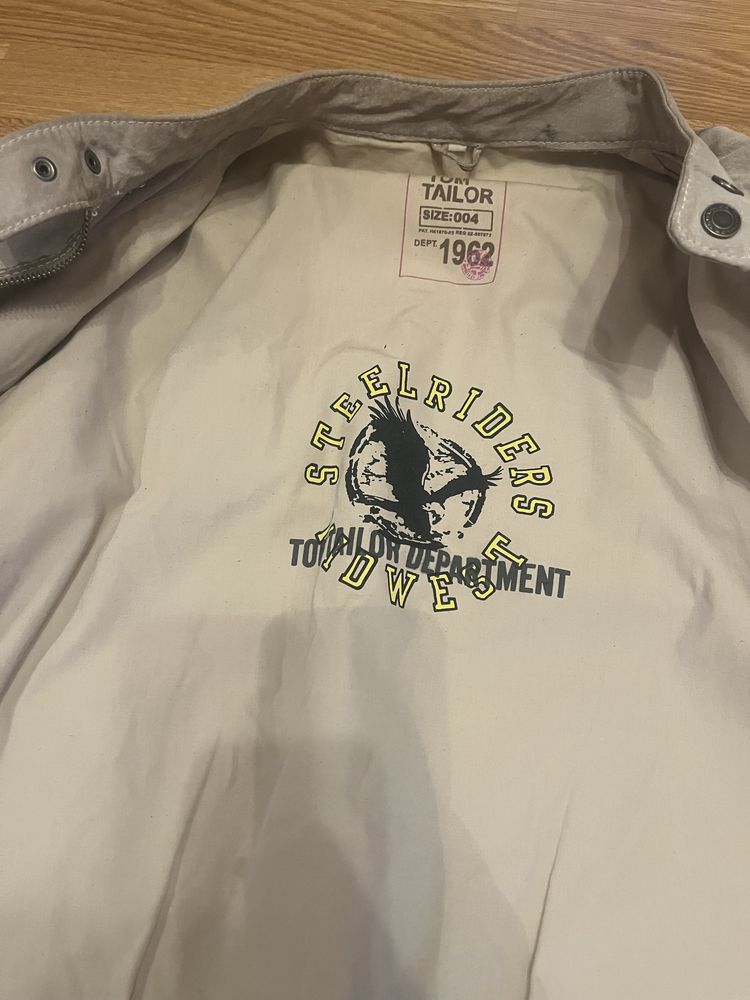 TOM
TAILOR
SIZE:004
DEPT. 1962
STEELRIDERS
TOM TAILOR DEPARTMENT
MIDWEST